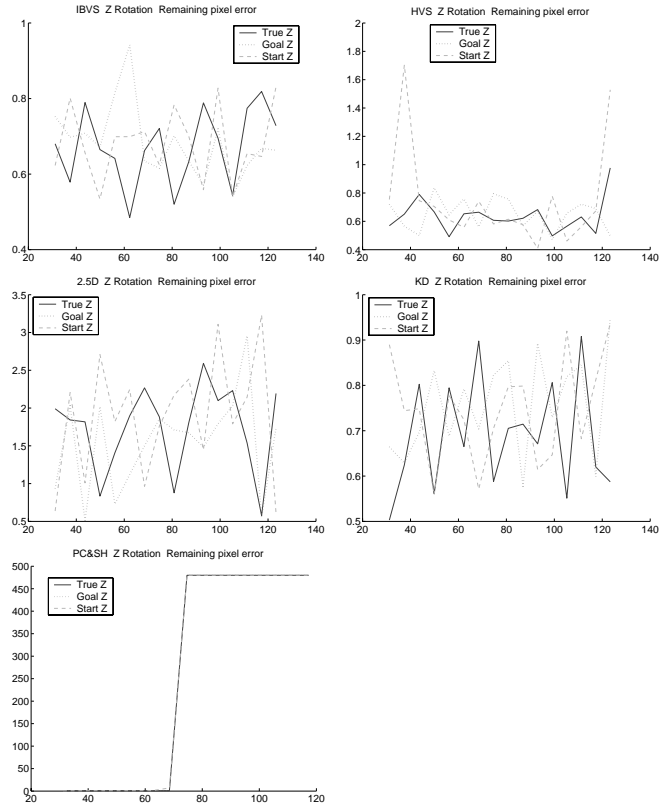 IBVS Z Rotation Remaining pixel error
1
0.8
0.6
0.4
20 40 60 80 100 120 140
True Z
Goal Z
Start Z
HVS Z Rotation Remaining pixel error
2
1.8
1.6
1.4
1.2
1
0.8
0.6
0.4
20 40 60 80 100 120 140
True Z
Goal Z
Start Z
2.5D Z Rotation Remaining pixel error
3.5
3
2.5
2
1.5
1
0.5
20 40 60 80 100 120 140
True Z
Goal Z
Start Z
KD Z Rotation Remaining pixel error
1
0.9
0.8
0.7
0.6
0.5
20 40 60 80 100 120 140
True Z
Goal Z
Start Z
PC&SH Z Rotation Remaining pixel error
500
450
400
350
300
250
200
150
100
50
0
20 40 60 80 100 120
True Z
Goal Z
Start Z